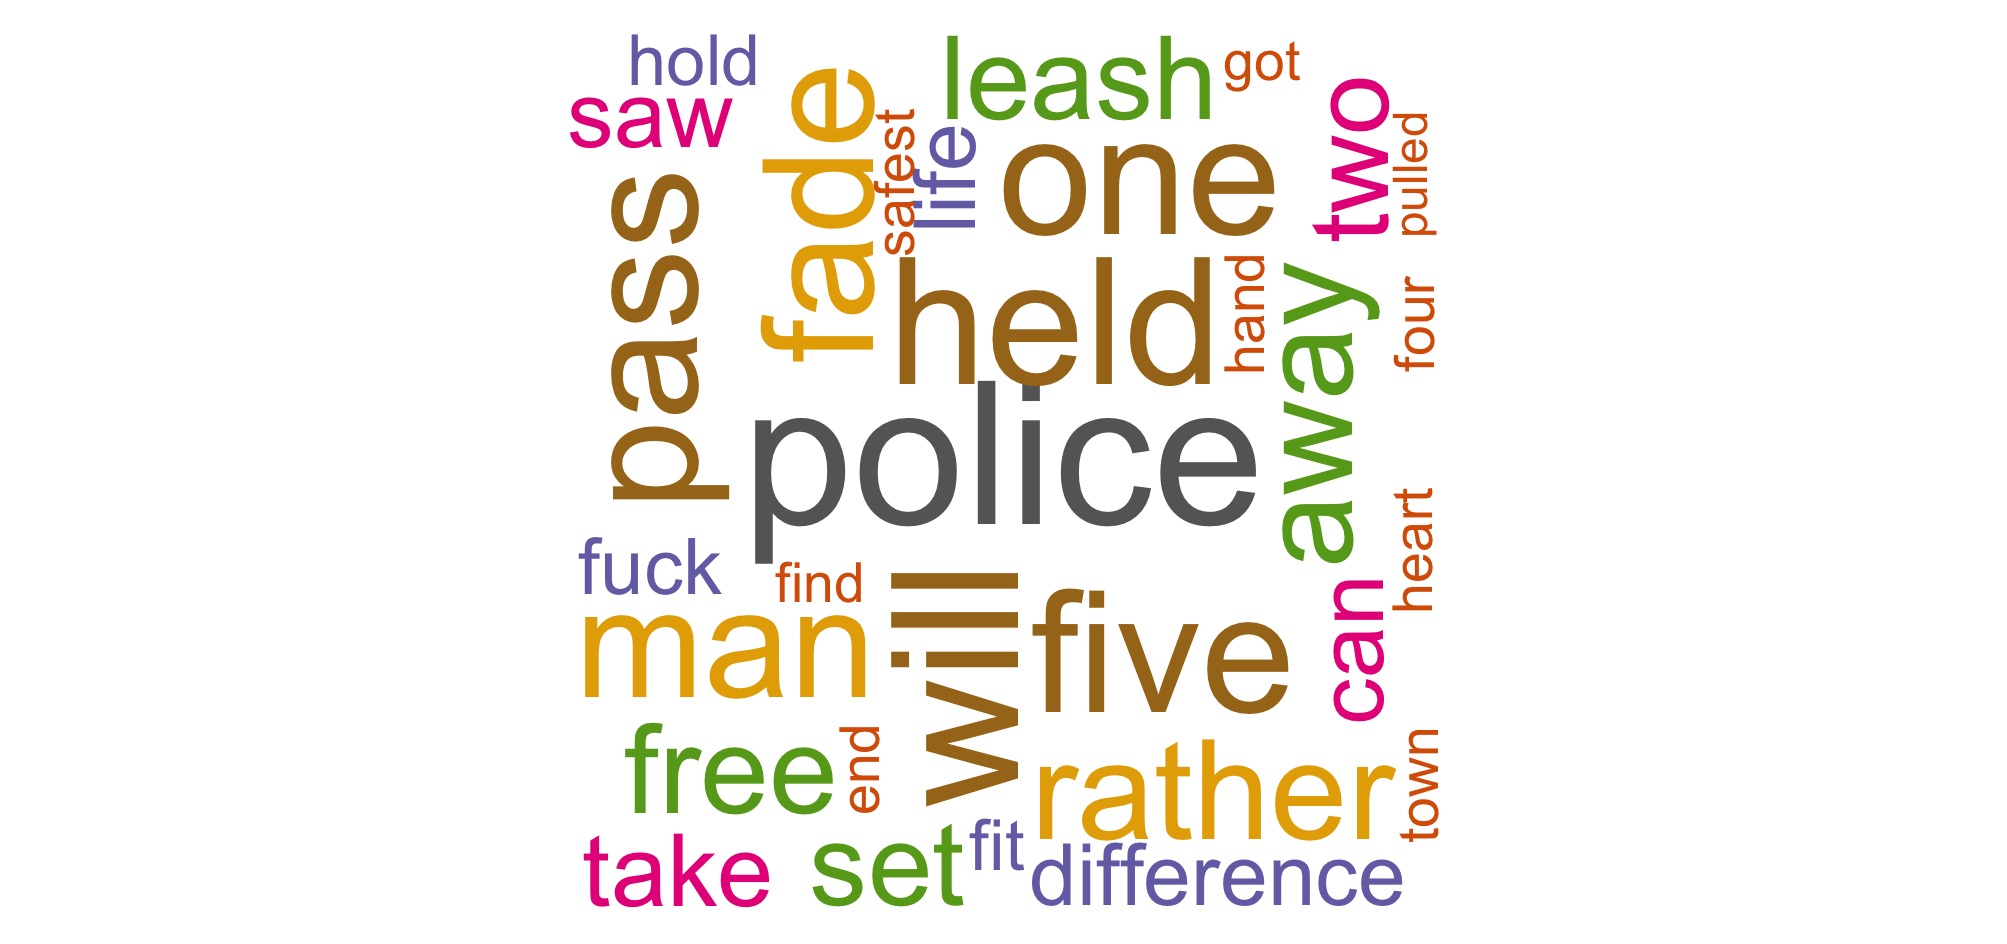 hold
saw
leash
got
fade
safest
life
one
two
pulled
pass
held
hand
away
four
police
heart
fuck
find
man
will
five
can
free
end
rather
town
take
set
fit
difference